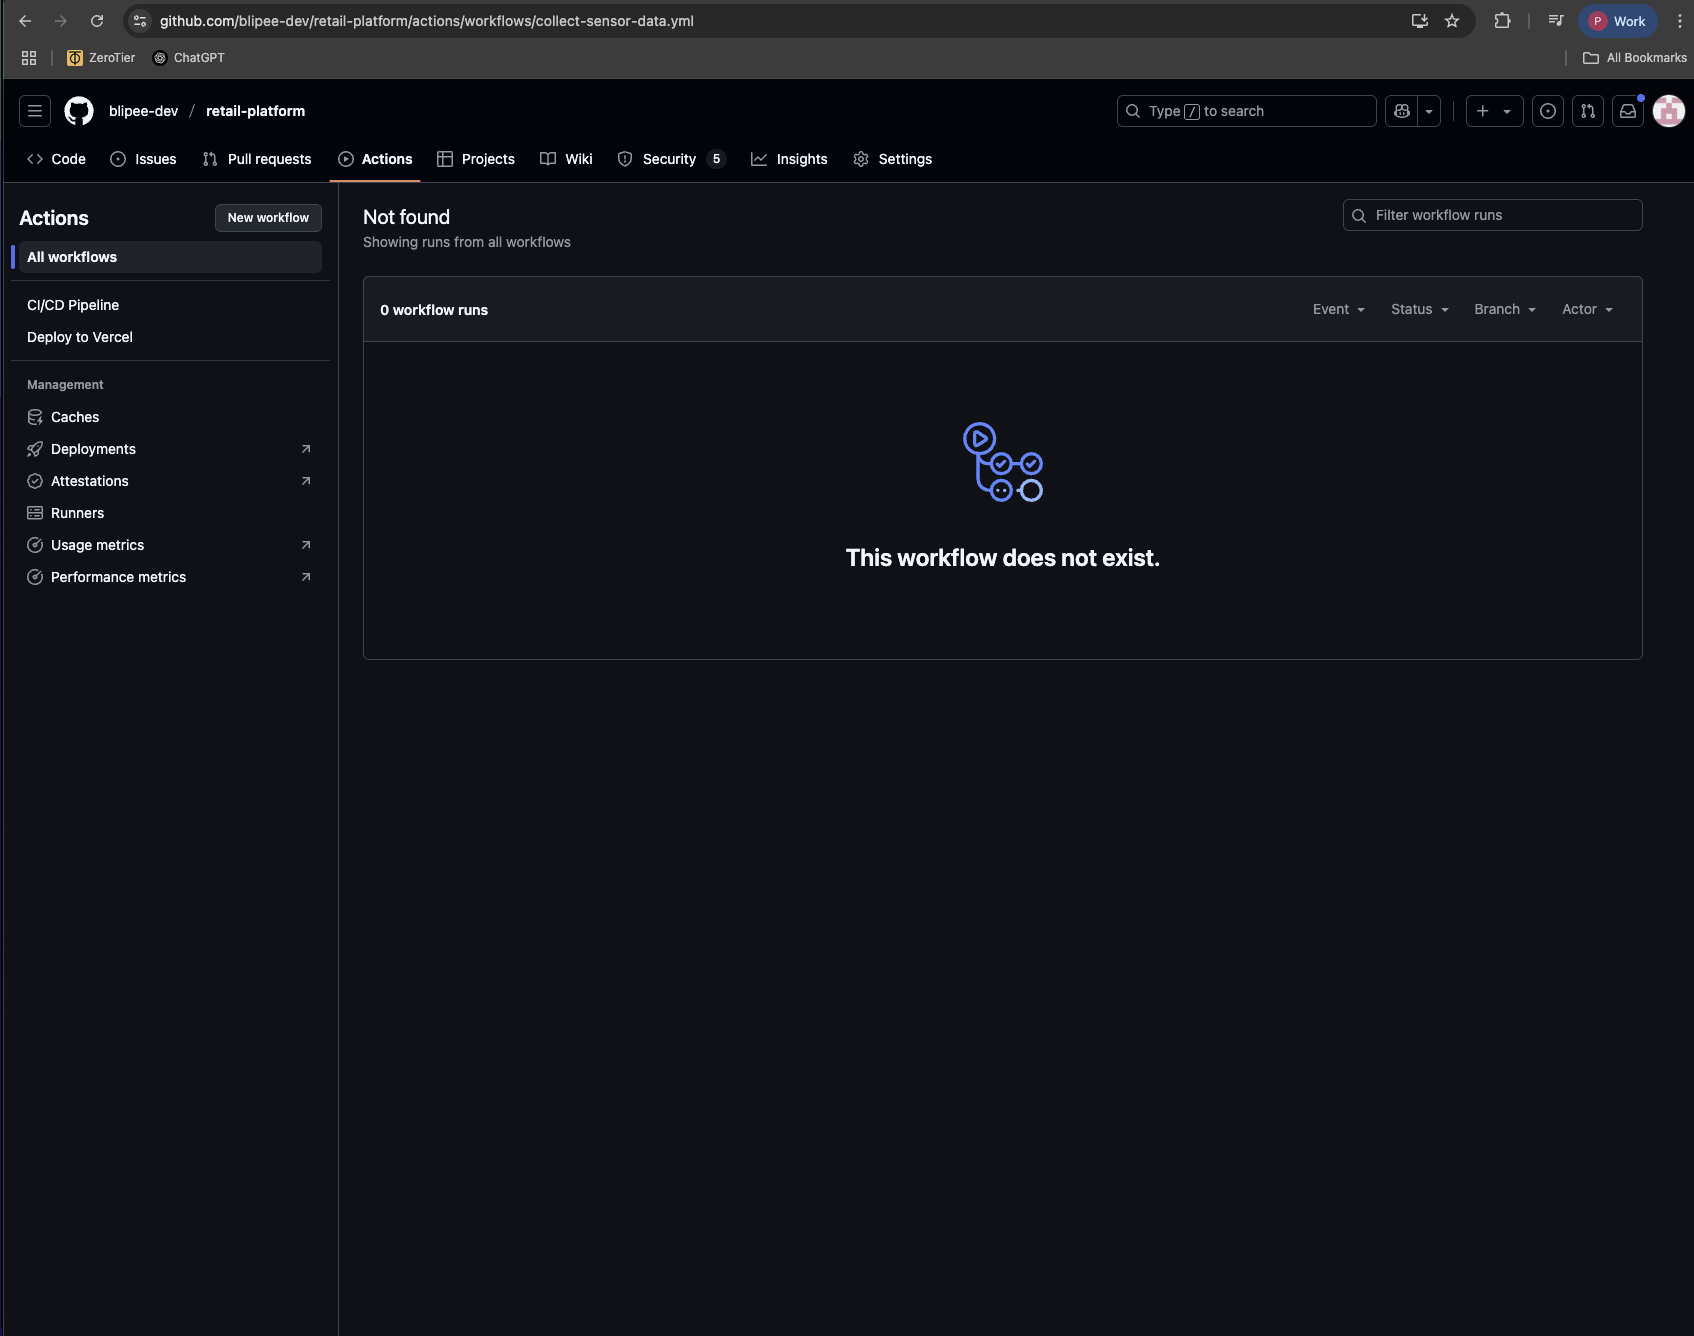 github.com/blipee-dev/retail-platform/actions/workflows/collect-sensor-data.yml
P Work
ZeroTier ChatGPT All Bookmarks
blipee-dev / retail-platform
Type / to search
Code Issues Pull requests Actions Projects Wiki Security 5 Insights Settings
Actions
New workflow
All workflows
CI/CD Pipeline
Deploy to Vercel
Management
Caches
Deployments
Attestations
Runners
Usage metrics
Performance metrics
Not found
Showing runs from all workflows
Filter workflow runs
0 workflow runs
Event Status Branch Actor
This workflow does not exist.